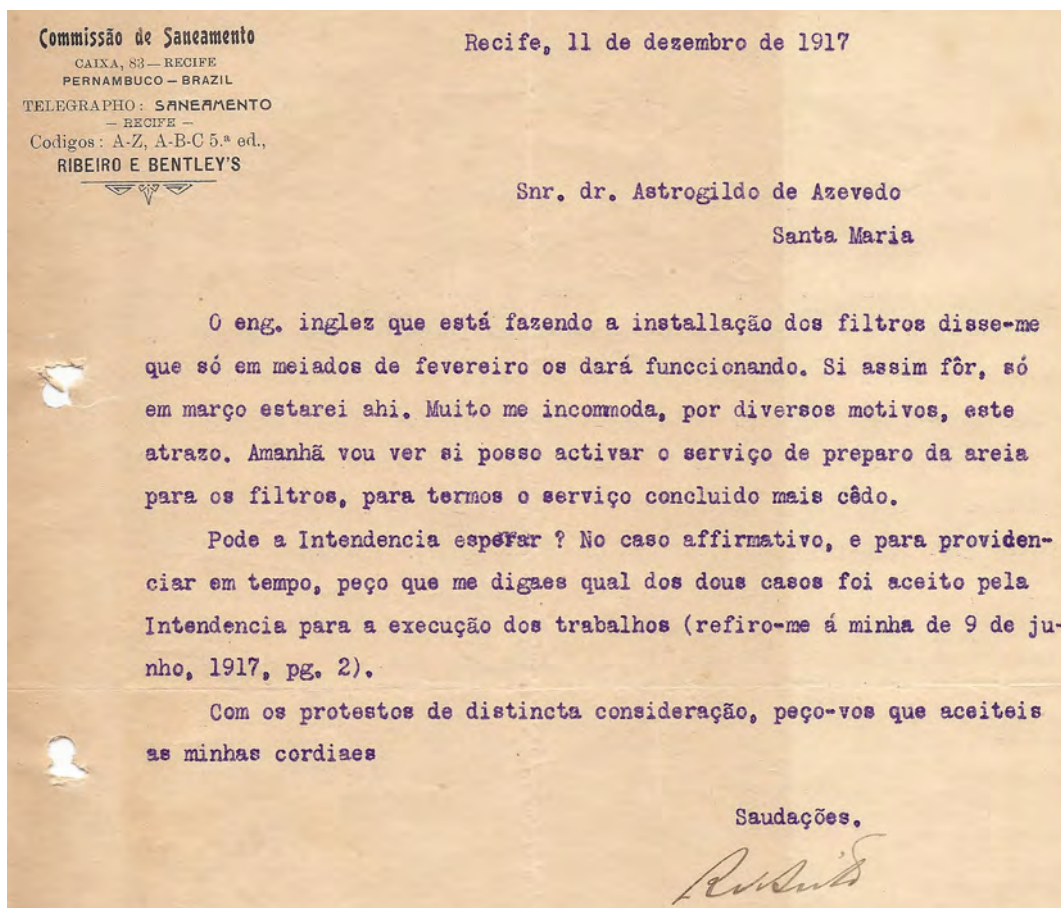 Commissão de Saneamento
CAIXA, 83 — RECIFE
PERNAMBUCO — BRAZIL
TELEGRAPHO: SANEAMENTO
— RECIFE —
Codigos: A-Z, A-B-C 5.ª ed.,
RIBEIRO E BENTLEY'S
Recife, 11 de dezembro de 1917
Snr. dr. Astrogildo de Azevedo
Santa Maria
O eng. inglez que está fazendo a installação dos filtros disse-me
que só em meiados de fevereiro os dará funccionando. Si assim fôr, só
em março estarei ahi. Muito me incommoda, por diversos motivos, este
atrazo. Amanhã vou ver si posso activar o serviço de preparo da areia
para os filtros, para termos o serviço concluido mais cêdo.
Pode a Intendencia esperar ? No caso affirmativo, e para providen-
ciar em tempo, peço que me digaes qual dos dous casos foi aceito pela
Intendencia para a execução dos trabalhos (refiro-me á minha de 9 de ju-
nho, 1917, pg. 2).
Com os protestos de distincta consideração, peço-vos que aceiteis
as minhas cordiaes
Saudações.